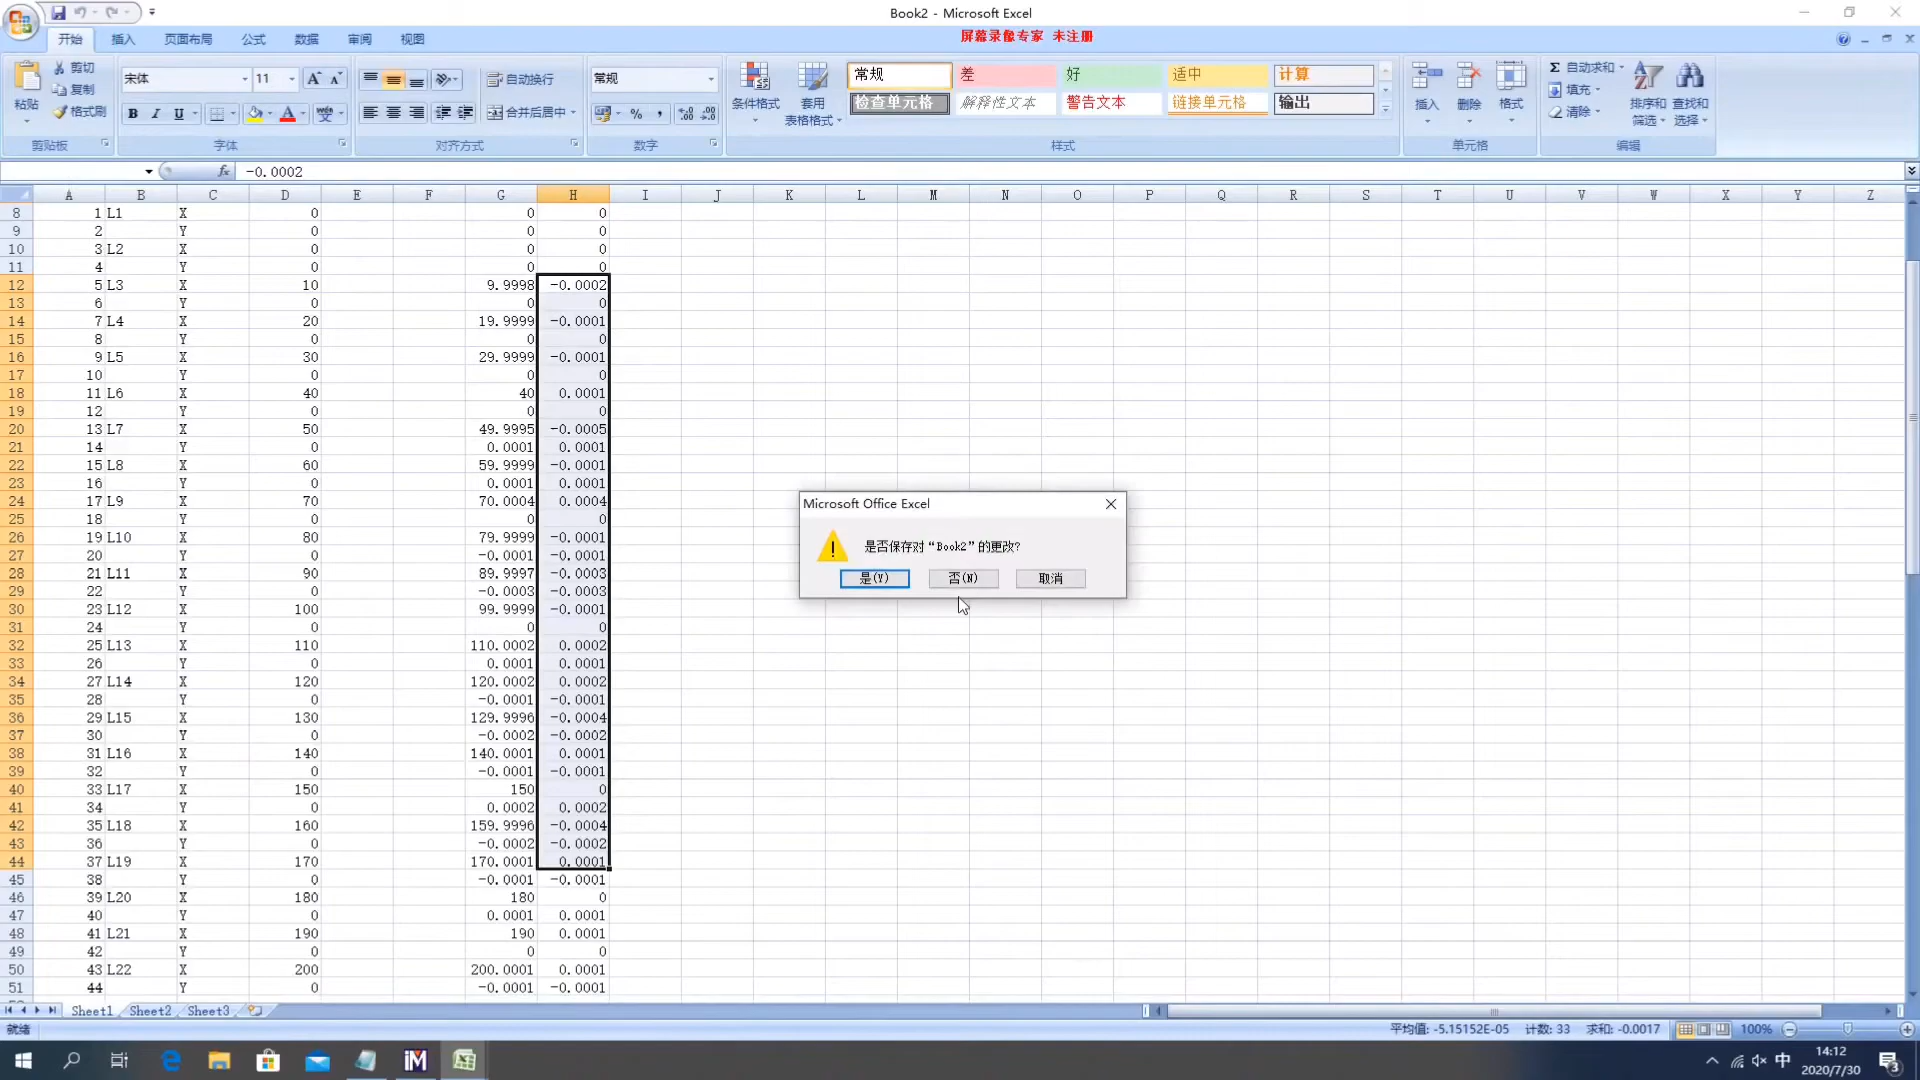 Book2 - Microsoft Excel
屏幕录像专家 未注册
开始 插入 页面布局 公式 数据 审阅 视图
粘贴 剪切 复制 格式刷 剪贴板
宋体 11 B I U 字体
自动换行 合并后居中 对齐方式
常规 % , 数字
条件格式 套用 表格格式 常规 差 好 适中 计算
检查单元格 解释性文本 警告文本 链接单元格 输出
样式
插入 删除 格式 单元格
Σ 自动求和 填充 清除 排序和 筛选 查找和 选择 编辑
fx -0.0002
A B C D E F G H I J K L M N O P Q R S T U V W X Y Z
8 1 L1 X 0 0 0
9 2 Y 0 0 0
10 3 L2 X 0 0 0
11 4 Y 0 0 0
12 5 L3 X 10 9.9998 -0.0002
13 6 Y 0 0 0
14 7 L4 X 20 19.9999 -0.0001
15 8 Y 0 0 0
16 9 L5 X 30 29.9999 -0.0001
17 10 Y 0 0 0
18 11 L6 X 40 40 0.0001
19 12 Y 0 0 0
20 13 L7 X 50 49.9995 -0.0005
21 14 Y 0 0.0001 0.0001
22 15 L8 X 60 59.9999 -0.0001
23 16 Y 0 0.0001 0.0001
24 17 L9 X 70 70.0004 0.0004
25 18 Y 0 0 0
26 19 L10 X 80 79.9999 -0.0001
27 20 Y 0 -0.0001 -0.0001
28 21 L11 X 90 89.9997 -0.0003
29 22 Y 0 -0.0003 -0.0003
30 23 L12 X 100 99.9999 -0.0001
31 24 Y 0 0 0
32 25 L13 X 110 110.0002 0.0002
33 26 Y 0 0.0001 0.0001
34 27 L14 X 120 120.0002 0.0002
35 28 Y 0 -0.0001 -0.0001
36 29 L15 X 130 129.9996 -0.0004
37 30 Y 0 -0.0002 -0.0002
38 31 L16 X 140 140.0001 0.0001
39 32 Y 0 -0.0001 -0.0001
40 33 L17 X 150 150 0
41 34 Y 0 0.0002 0.0002
42 35 L18 X 160 159.9996 -0.0004
43 36 Y 0 -0.0002 -0.0002
44 37 L19 X 170 170.0001 0.0001
45 38 Y 0 -0.0001 -0.0001
46 39 L20 X 180 180 0
47 40 Y 0 0.0001 0.0001
48 41 L21 X 190 190 0.0001
49 42 Y 0 0 0
50 43 L22 X 200 200.0001 0.0001
51 44 Y 0 -0.0001 -0.0001
Microsoft Office Excel
是否保存对“Book2”的更改?
是(Y) 否(N) 取消
Sheet1 Sheet2 Sheet3
就绪 平均值: -5.15152E-05 计数: 33 求和: -0.0017 100%
中 14:12
2020/7/30 3